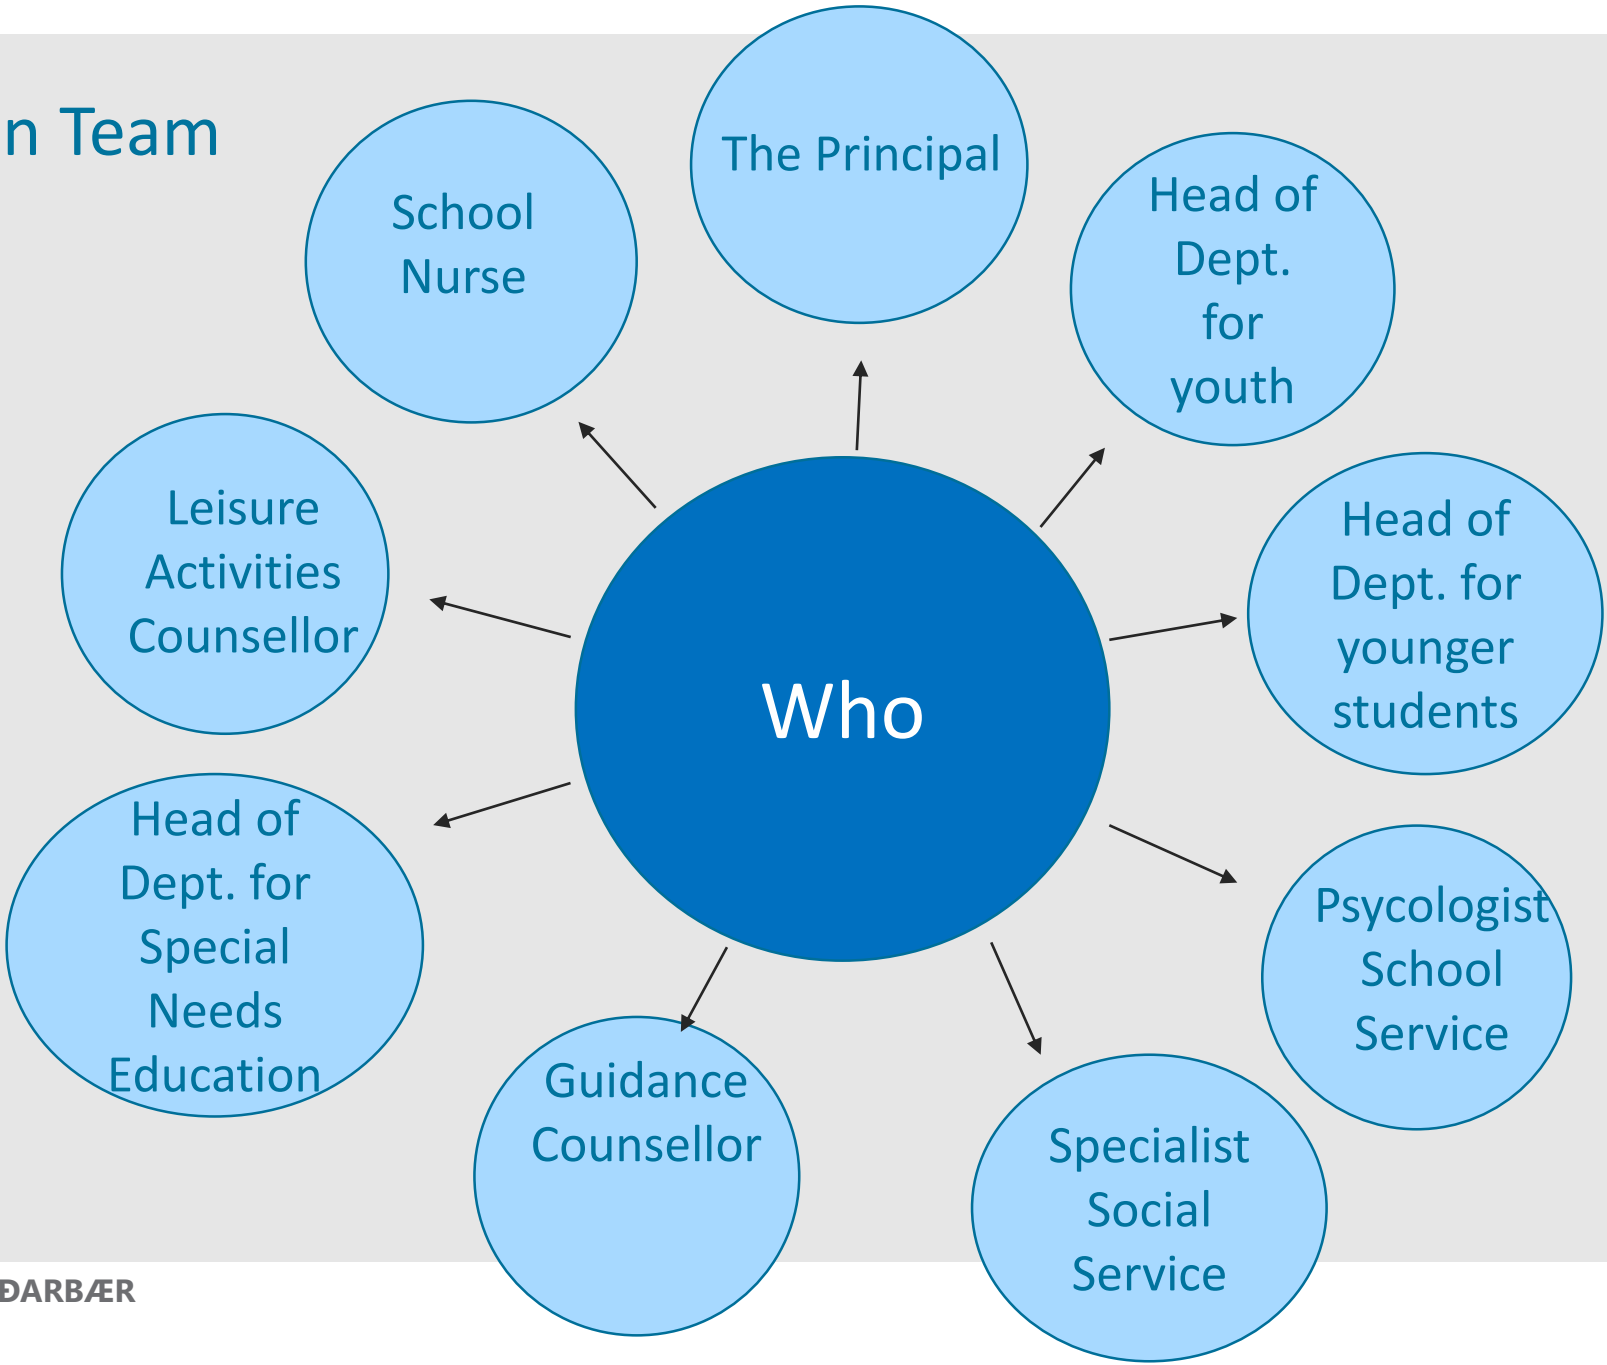 n Team
The Principal
School
Nurse
Head of
Dept.
for
youth
Leisure
Activities
Counsellor
Head of
Dept. for
younger
students
Who
Head of
Dept. for
Special
Needs
Education
Psycologist
School
Service
Guidance
Counsellor
Specialist
Social
Service
ÐARBÆR